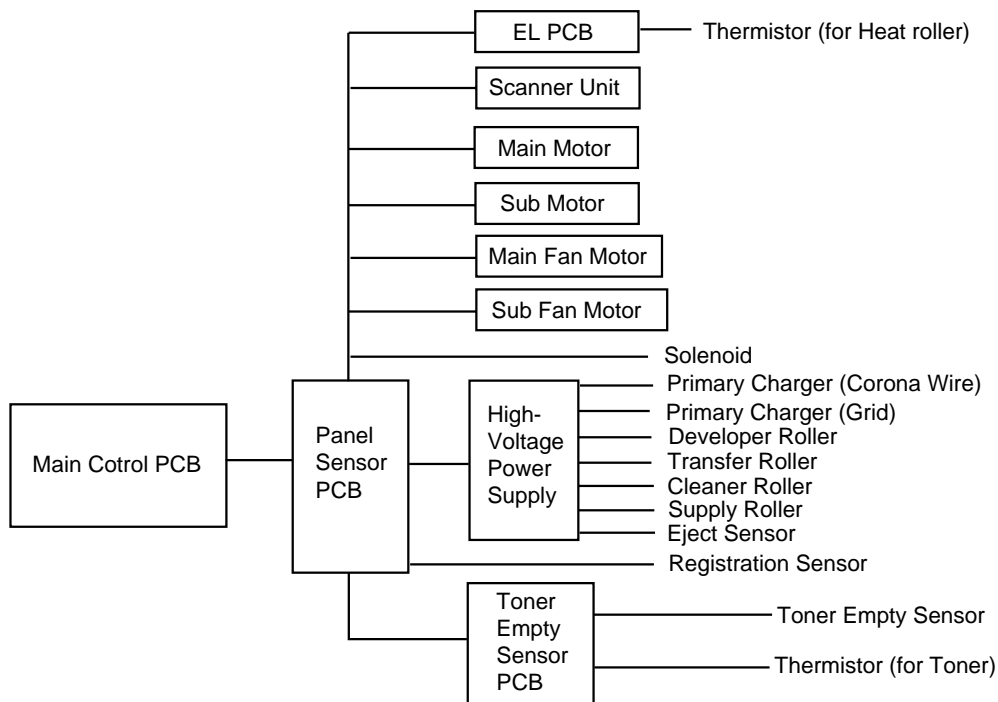 EL PCB
Thermistor (for Heat roller)
Scanner Unit
Main Motor
Sub Motor
Main Fan Motor
Sub Fan Motor
Solenoid
Main Cotrol PCB
Panel
Sensor
PCB
High-
Voltage
Power
Supply
Primary Charger (Corona Wire)
Primary Charger (Grid)
Developer Roller
Transfer Roller
Cleaner Roller
Supply Roller
Eject Sensor
Registration Sensor
Toner
Empty
Sensor
PCB
Toner Empty Sensor
Thermistor (for Toner)